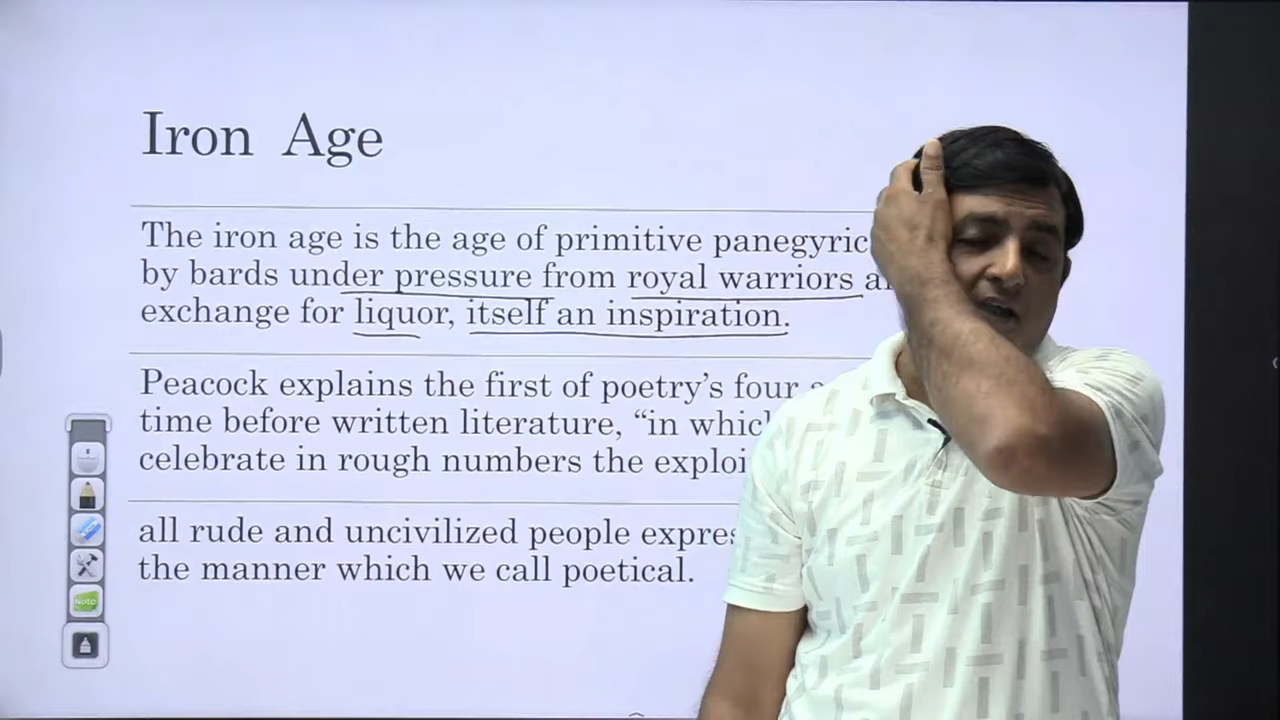 Iron Age
The iron age is the age of primitive panegyric
by bards under pressure from royal warriors
exchange for liquor, itself an inspiration.
Peacock explains the first of poetry's four
time before written literature, “in which
celebrate in rough numbers the
all rude and uncivilized people
the manner which we call poetical.
NOTE